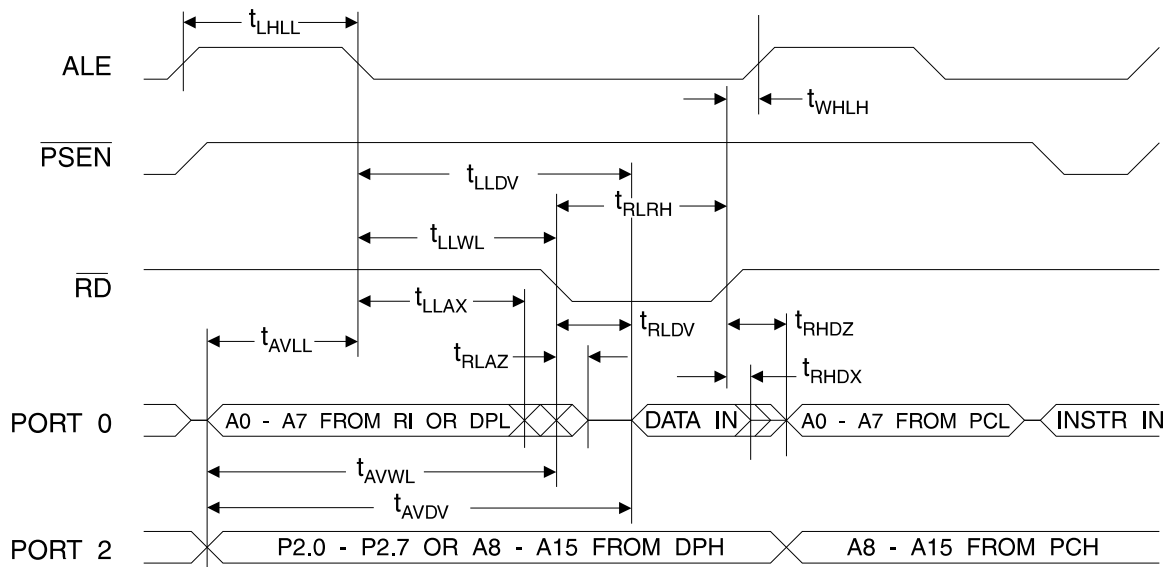 tLHLL
ALE
tWHLH
PSEN
tLLDV
tRLRH
tLLWL
RD
tLLAX
tRLDV
tRHDZ
tAVLL
tRLAZ
tRHDX
PORT 0
A0 - A7 FROM RI OR DPL
DATA IN
A0 - A7 FROM PCL
INSTR IN
tAVWL
tAVDV
PORT 2
P2.0 - P2.7 OR A8 - A15 FROM DPH
A8 - A15 FROM PCH